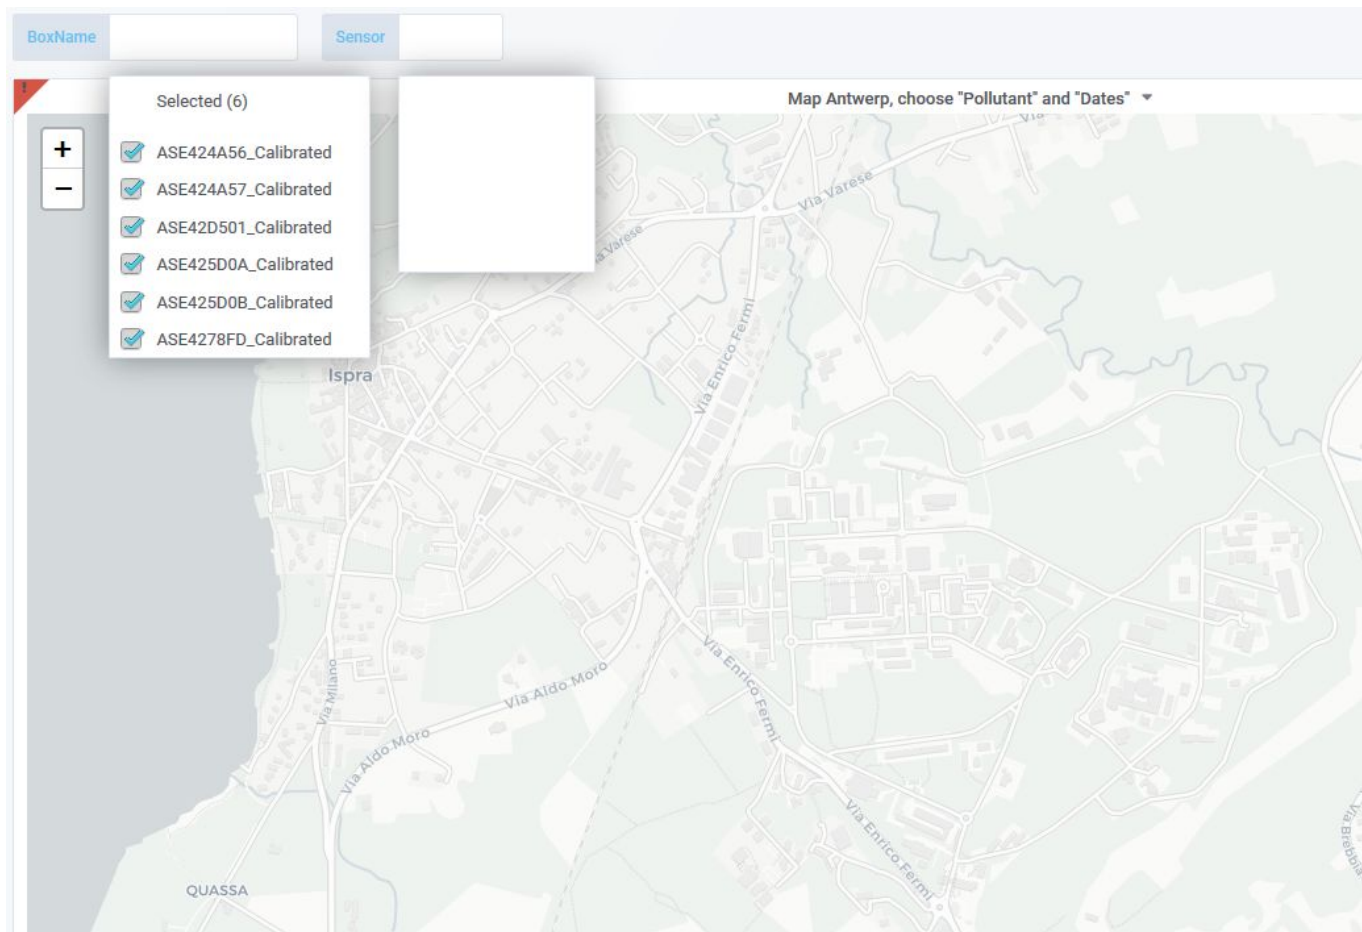 BoxName
Sensor
!
Map Antwerp, choose "Pollutant" and "Dates"
Selected (6)
ASE424A56_Calibrated
ASE424A57_Calibrated
ASE42D501_Calibrated
ASE425D0A_Calibrated
ASE425D0B_Calibrated
ASE4278FD_Calibrated
+
−
Via Varese
Varese
Via Enrico Fermi
Ispra
Via Milano
Via Aldo Moro
Via Aldo Moro
Via Enrico Fermi
Via Enrico Fermi
Via Brebbia
QUASSA